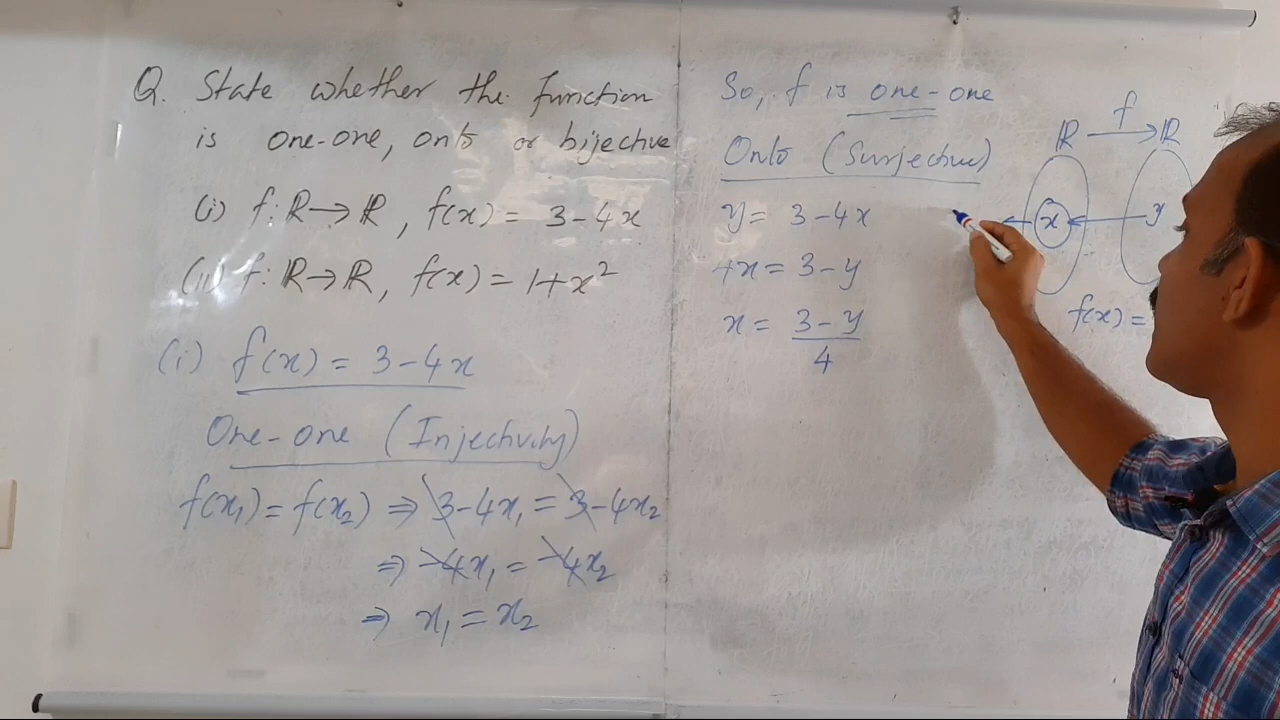 Q. State whether the function
is one-one, onto or bijective
(i) f: R→R, f(x) = 3-4x
(ii) f: R→R, f(x) = 1+x²
(i) f(x) = 3-4x
One-one (Injectivity)
f(x₁) = f(x₂) ⇒ 3-4x₁ = 3-4x₂
⇒ -4x₁ = -4x₂
⇒ x₁ = x₂
So, f is one-one
Onto (Surjective)
y = 3-4x
4x = 3-y
x = \frac{3-y}{4}
f
R → R
x ← y
f(x) =